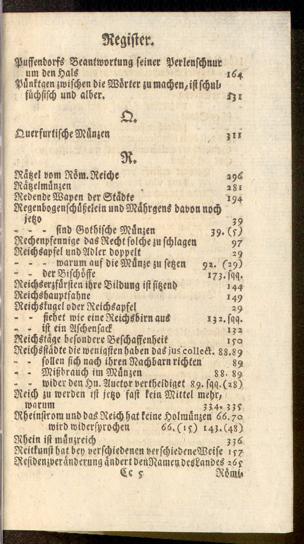 Register.
Puffendorfs Beantwortung seiner Perlenschnur
um den Hals 164
Pünktgen zwischen die Wörter zu machen, ist schul-
füchsisch und alber. 531
Q.
Querfurtische Münzen 311
R.
Rätzel vom Röm. Reiche 296
Rätzelmünzen 281
Redende Wapen der Städte 194
Regenbogenschüßelein und Mährgens davon noch
jetzo 39
- - - sind Gothische Münzen 39. (5)
Rechenpfennige das Recht solche zu schlagen 97
Reichsapfel und Adler doppelt 29
- - warum auf die Münze zu setzen 92. (29)
- - der Bischöffe 173. sqq.
Reichserzfürsten ihre Bildung ist sitzend 144
Reichshauptfahne 149
Reichskugel oder Reichsapfel 29
- - siehet wie eine Reichsbirn aus 132. sqq.
- - ist ein Aschensack 132
Reichstäge besondere Beschaffenheit 150
Reichsstädte die wenigsten haben das jus collect. 88. 89
- - sollen sich nach ihren Nachbarn richten 89
- - Misbrauch im Münzen 88. 89
- - wider den Hn. Auctor vertheidiget 89. sqq. (28)
Reich zu werden ist jetzo fast kein Mittel mehr,
warum 334. 335
Rheinstrom und das Reich hat keine Holmünzen 66. 70
wird widersprochen 66. (15) 143. (48)
Rhein ist münzreich 336
Reitkunst hat bey verschiedenen verschiedene Weise 157
Residenzveränderung ändert den Namen des Landes 265
Cc 5 Römi-